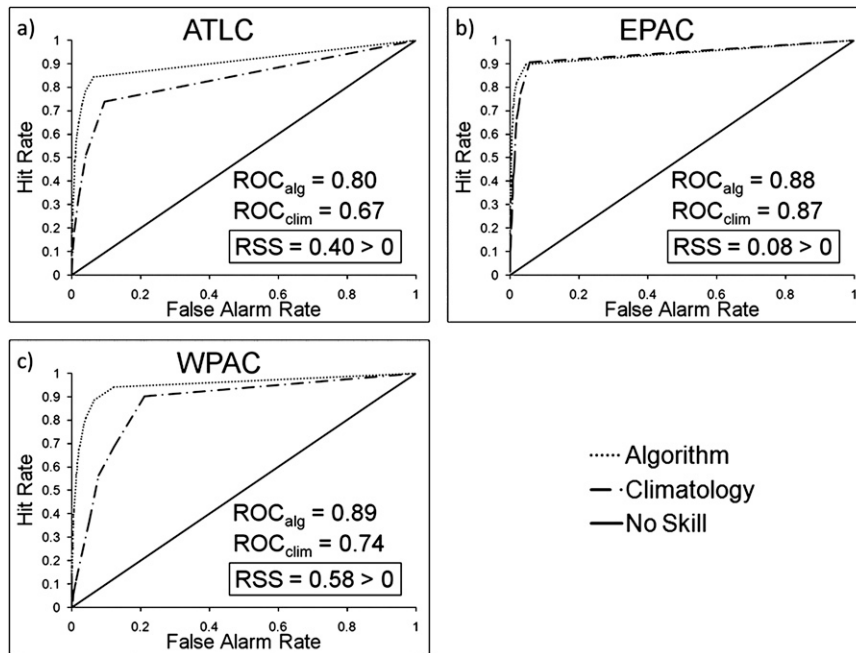 a)
ATLC
1
0.9
0.8
0.7
0.6
0.5
0.4
0.3
0.2
0.1
0
Hit Rate
ROCalg = 0.80
ROCclim = 0.67
RSS = 0.40 > 0
0 0.2 0.4 0.6 0.8 1
False Alarm Rate
b)
EPAC
1
0.9
0.8
0.7
0.6
0.5
0.4
0.3
0.2
0.1
0
Hit Rate
ROCalg = 0.88
ROCclim = 0.87
RSS = 0.08 > 0
0 0.2 0.4 0.6 0.8 1
False Alarm Rate
c)
WPAC
1
0.9
0.8
0.7
0.6
0.5
0.4
0.3
0.2
0.1
0
Hit Rate
ROCalg = 0.89
ROCclim = 0.74
RSS = 0.58 > 0
0 0.2 0.4 0.6 0.8 1
False Alarm Rate
Algorithm
Climatology
No Skill